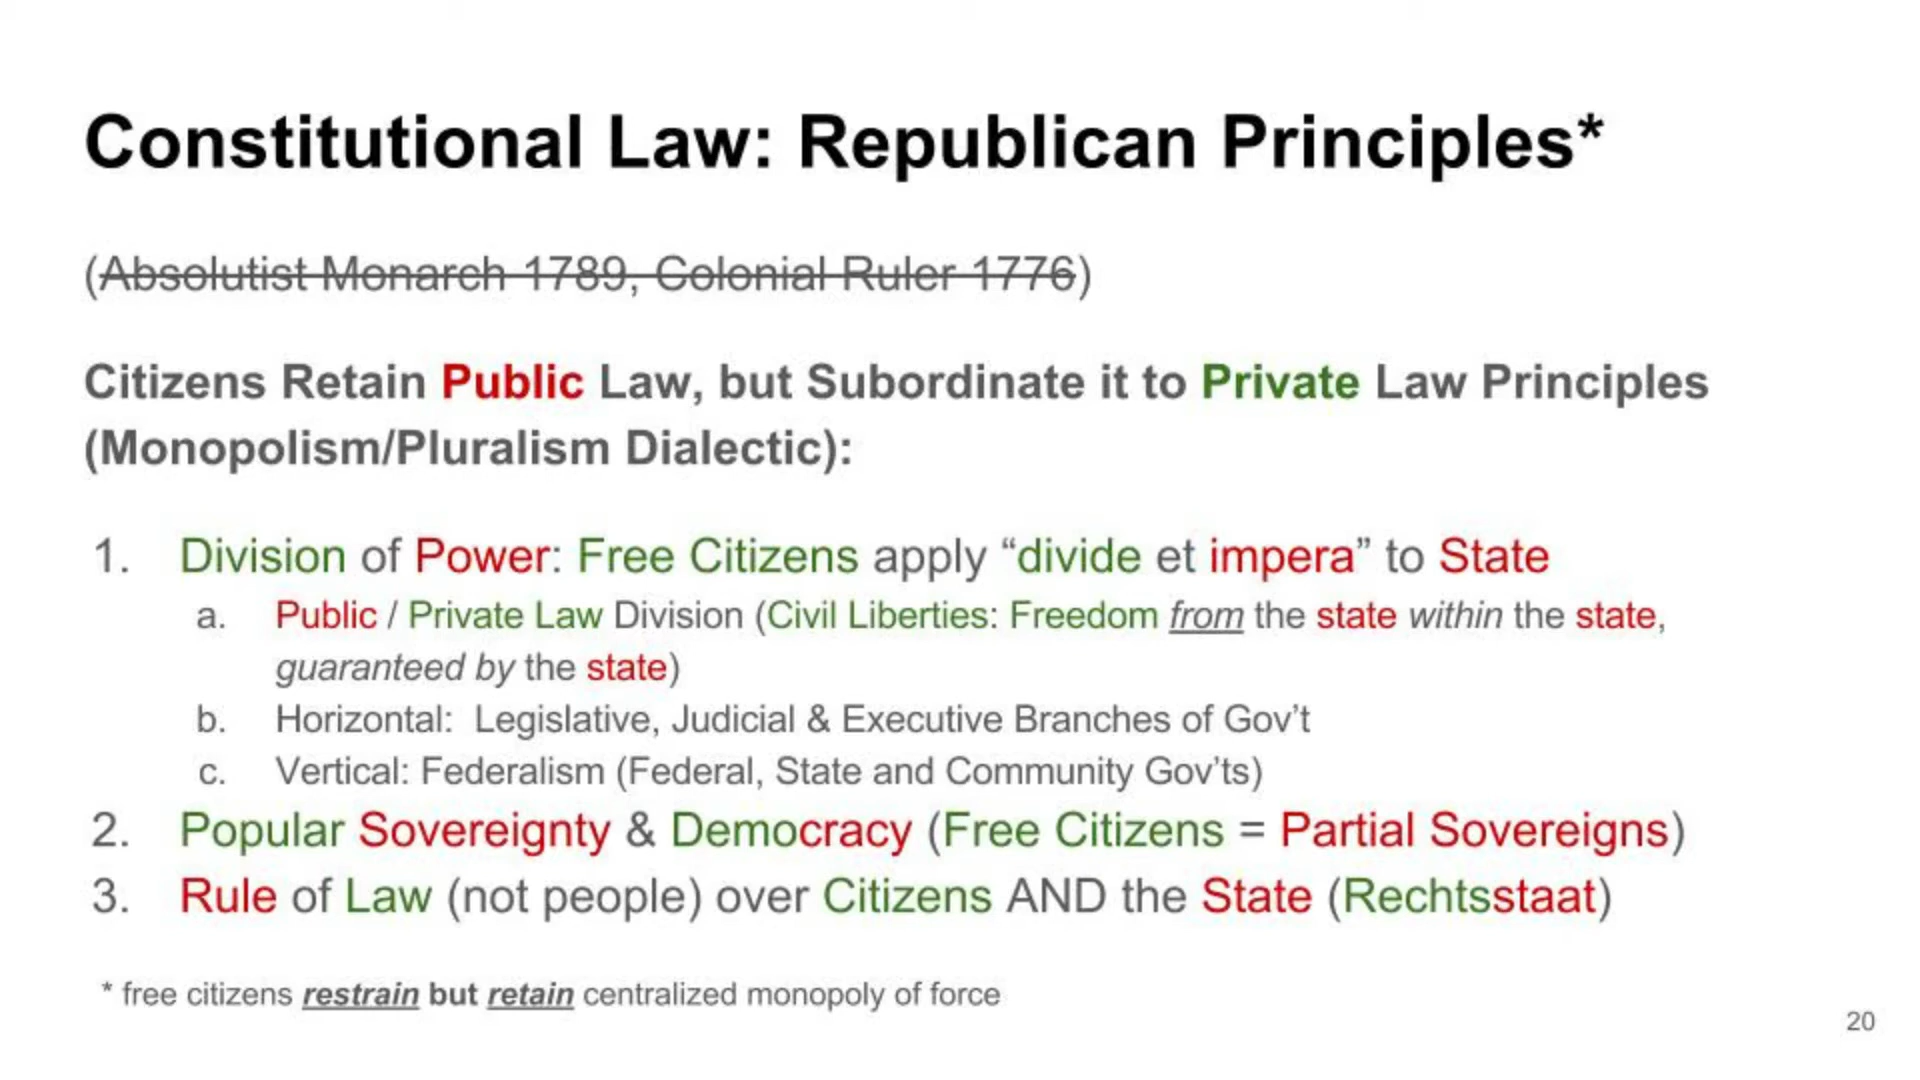 Constitutional Law: Republican Principles*
(Absolutist Monarch 1789, Colonial Ruler 1776)
Citizens Retain Public Law, but Subordinate it to Private Law Principles
(Monopolism/Pluralism Dialectic):
1. Division of Power: Free Citizens apply “divide et impera” to State
a. Public / Private Law Division (Civil Liberties: Freedom from the state within the state,
guaranteed by the state)
b. Horizontal: Legislative, Judicial & Executive Branches of Gov’t
c. Vertical: Federalism (Federal, State and Community Gov’ts)
2. Popular Sovereignty & Democracy (Free Citizens = Partial Sovereigns)
3. Rule of Law (not people) over Citizens AND the State (Rechtsstaat)
* free citizens restrain but retain centralized monopoly of force
20